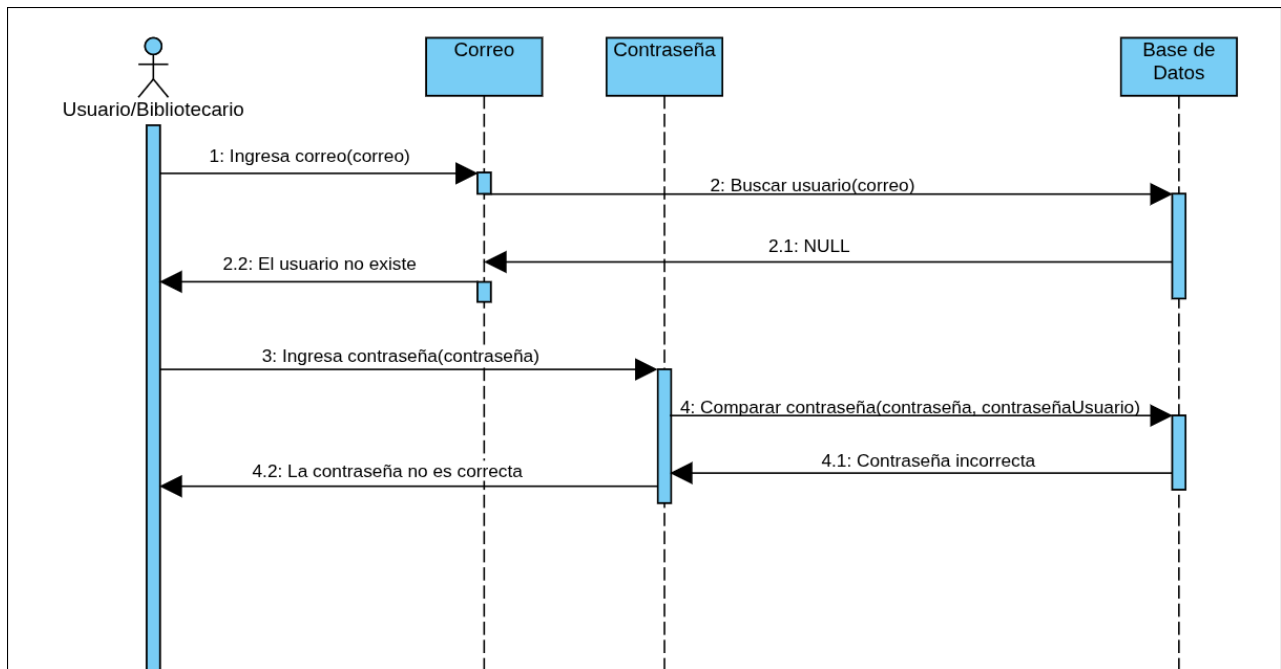 Correo
Contraseña
Base de
Datos
Usuario/Bibliotecario
1: Ingresa correo(correo)
2: Buscar usuario(correo)
2.1: NULL
2.2: El usuario no existe
3: Ingresa contraseña(contraseña)
4: Comparar contraseña(contraseña, contraseñaUsuario)
4.1: Contraseña incorrecta
4.2: La contraseña no es correcta